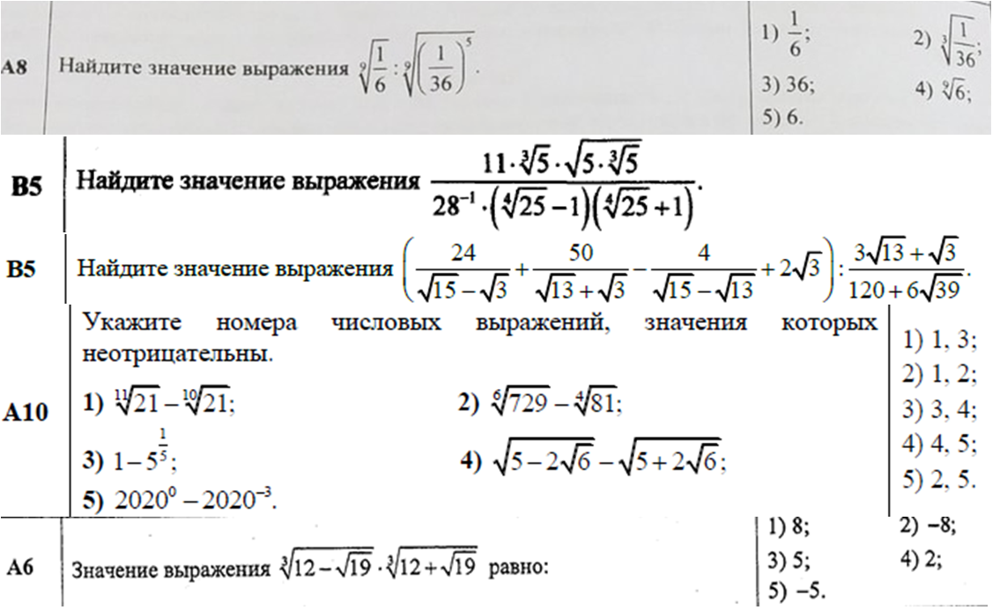 A8 Найдите значение выражения $\sqrt[9]{\frac{1}{6}} : \sqrt[9]{\left(\frac{1}{36}\right)^5}$.
1) $\frac{1}{6}$; 2) $\sqrt[3]{\frac{1}{36}}$;
3) 36; 4) $\sqrt[9]{6}$;
5) 6.
B5 Найдите значение выражения $\frac{11 \cdot \sqrt[3]{5} \cdot \sqrt{5 \cdot \sqrt[3]{5}}}{28^{-1} \cdot (\sqrt[4]{25} - 1)(\sqrt[4]{25} + 1)}$.
B5 Найдите значение выражения $\left(\frac{24}{\sqrt{15} - \sqrt{3}} + \frac{50}{\sqrt{13} + \sqrt{3}} - \frac{4}{\sqrt{15} - \sqrt{13}} + 2\sqrt{3}\right) : \frac{3\sqrt{13} + \sqrt{3}}{120 + 6\sqrt{39}}$.
Укажите номера числовых выражений, значения которых
неотрицательны.
A10 1) $\sqrt[11]{21} - \sqrt[10]{21}$; 2) $\sqrt[6]{729} - \sqrt[4]{81}$;
3) $1 - 5^{\frac{1}{5}}$; 4) $\sqrt{5 - 2\sqrt{6}} - \sqrt{5 + 2\sqrt{6}}$;
5) $2020^0 - 2020^{-3}$.
1) 1, 3;
2) 1, 2;
3) 3, 4;
4) 4, 5;
5) 2, 5.
A6 Значение выражения $\sqrt[3]{12 - \sqrt{19}} \cdot \sqrt[3]{12 + \sqrt{19}}$ равно:
1) 8; 2) −8;
3) 5; 4) 2;
5) −5.